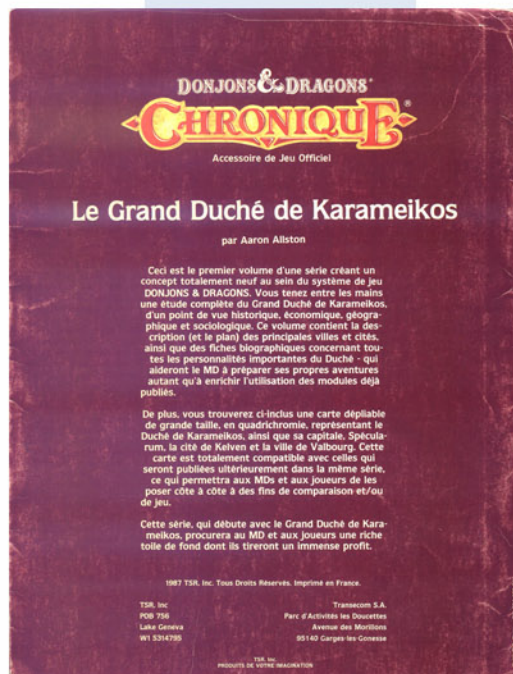 DONJONS & DRAGONS®
CHRONIQUE®
Accessoire de Jeu Officiel
Le Grand Duché de Karameikos
par Aaron Allston
Ceci est le premier volume d'une série créant un
concept totalement neuf au sein du système de jeu
DONJONS & DRAGONS. Vous tenez entre les mains
une étude complète du Grand Duché de Karameikos,
d'un point de vue historique, économique, géogra-
phique et sociologique. Ce volume contient la des-
cription (et le plan) des principales villes et cités,
ainsi que des fiches biographiques concernant tou-
tes les personnalités importantes du Duché - qui
aideront le MD à préparer ses propres aventures
autant qu'à enrichir l'utilisation des modules déjà
publiés.
De plus, vous trouverez ci-inclus une carte dépliable
de grande taille, en quadrichromie, représentant le
Duché de Karameikos, ainsi que sa capitale, Spécula-
rum, la cité de Kelven et la ville de Valbourg. Cette
carte est totalement compatible avec celles qui
seront publiées ultérieurement dans la même série,
ce qui permettra aux MDs et aux joueurs de les
poser côte à côte à des fins de comparaison et/ou
de jeu.
Cette série, qui débute avec le Grand Duché de Kara-
meikos, procurera au MD et aux joueurs une riche
toile de fond dont ils tireront un immense profit.
1987 TSR, Inc. Tous Droits Réservés. Imprimé en France.
TSR, Inc
POB 756
Lake Geneva
WI 5314795
Transecom S.A.
Parc d'Activités les Doucettes
Avenue des Morillons
95140 Garges-les-Gonesse
TSR, Inc.
PRODUITS DE VOTRE IMAGINATION